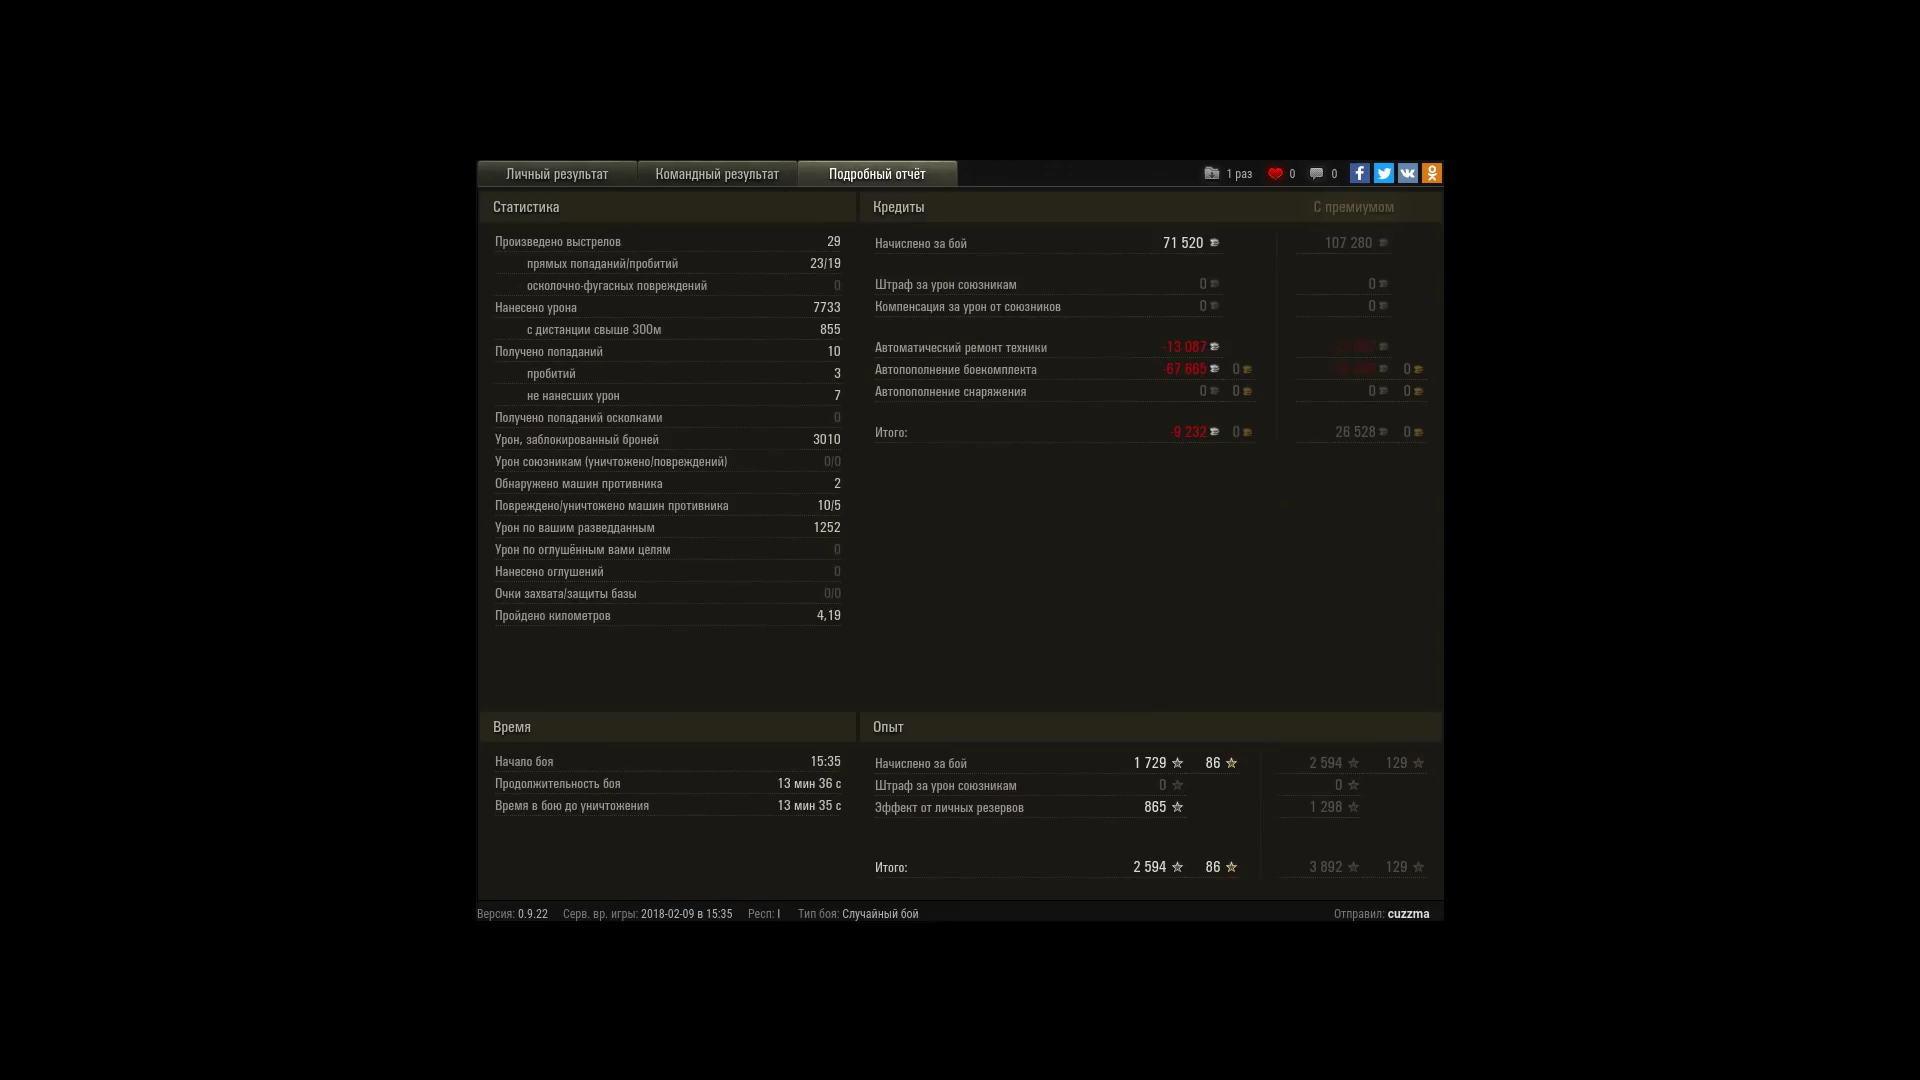 Личный результат Командный результат Подробный отчёт 1 раз 0 0
Статистика
Произведено выстрелов 29
прямых попаданий/пробитий 23/19
осколочно-фугасных повреждений 0
Нанесено урона 7733
с дистанции свыше 300м 855
Получено попаданий 10
пробитий 3
не нанесших урон 7
Получено попаданий осколками 0
Урон, заблокированный броней 3010
Урон союзникам (уничтожено/повреждений) 0/0
Обнаружено машин противника 2
Повреждено/уничтожено машин противника 10/5
Урон по вашим разведданным 1252
Урон по оглушённым вами целям 0
Нанесено оглушений 0
Очки захвата/защиты базы 0/0
Пройдено километров 4,19
Кредиты С премиумом
Начислено за бой 71 520 107 280
Штраф за урон союзникам 0 0
Компенсация за урон от союзников 0 0
Автоматический ремонт техники -13 087
Автопополнение боекомплекта -67 665 0 0
Автопополнение снаряжения 0 0 0 0
Итого: -9 232 0 26 528 0
Время
Начало боя 15:35
Продолжительность боя 13 мин 36 с
Время в бою до уничтожения 13 мин 35 с
Опыт
Начислено за бой 1 729 86 2 594 129
Штраф за урон союзникам 0 0
Эффект от личных резервов 865 1 298
Итого: 2 594 86 3 892 129
Версия: 0.9.22 Серв. вр. игры: 2018-02-09 в 15:35 Респ: I Тип боя: Случайный бой Отправил: cuzzma